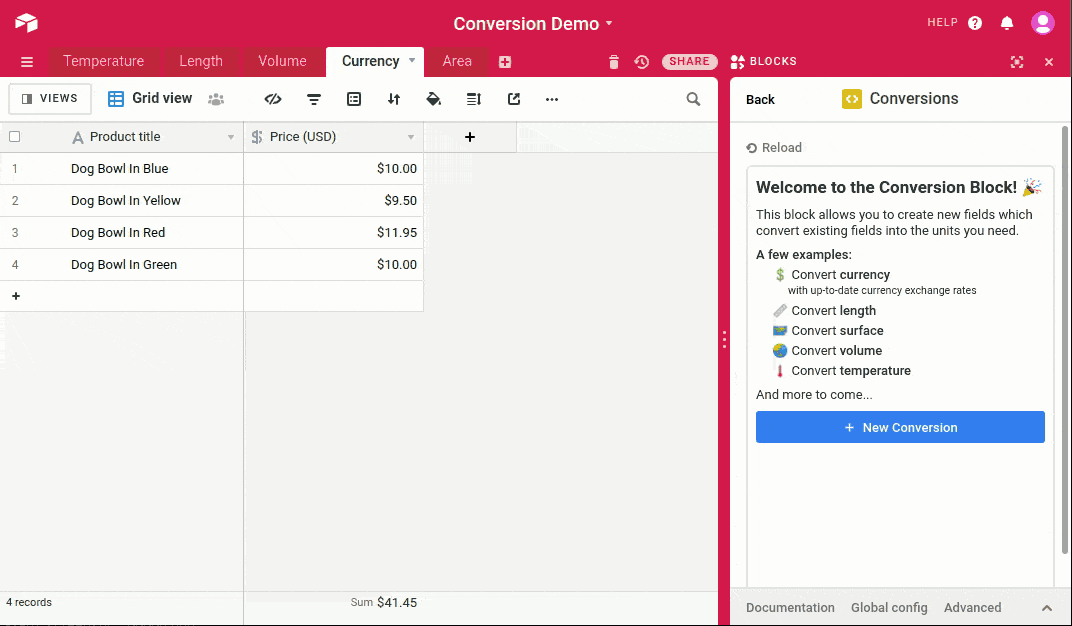 Conversion Demo
HELP
Temperature Length Volume Currency Area SHARE BLOCKS
VIEWS Grid view
Back Conversions
Product title Price (USD)
1 Dog Bowl In Blue $10.00
2 Dog Bowl In Yellow $9.50
3 Dog Bowl In Red $11.95
4 Dog Bowl In Green $10.00
+
4 records Sum $41.45
Reload
Welcome to the Conversion Block! 🎉
This block allows you to create new fields which
convert existing fields into the units you need.
A few examples:
💲 Convert currency
with up-to-date currency exchange rates
📏 Convert length
🗺️ Convert surface
🌏 Convert volume
🌡️ Convert temperature
And more to come...
+ New Conversion
Documentation Global config Advanced